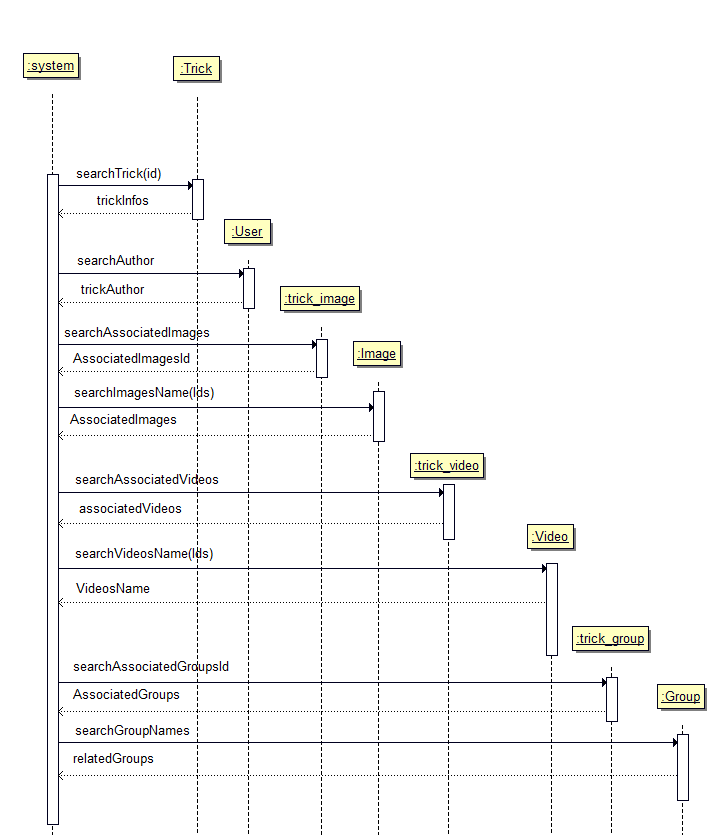 :system
:Trick
searchTrick(id)
trickInfos
:User
searchAuthor
trickAuthor
:trick_image
searchAssociatedImages
AssociatedImagesId
:Image
searchImagesName(Ids)
AssociatedImages
:trick_video
searchAssociatedVideos
associatedVideos
:Video
searchVideosName(Ids)
VideosName
:trick_group
searchAssociatedGroupsId
AssociatedGroups
:Group
searchGroupNames
relatedGroups